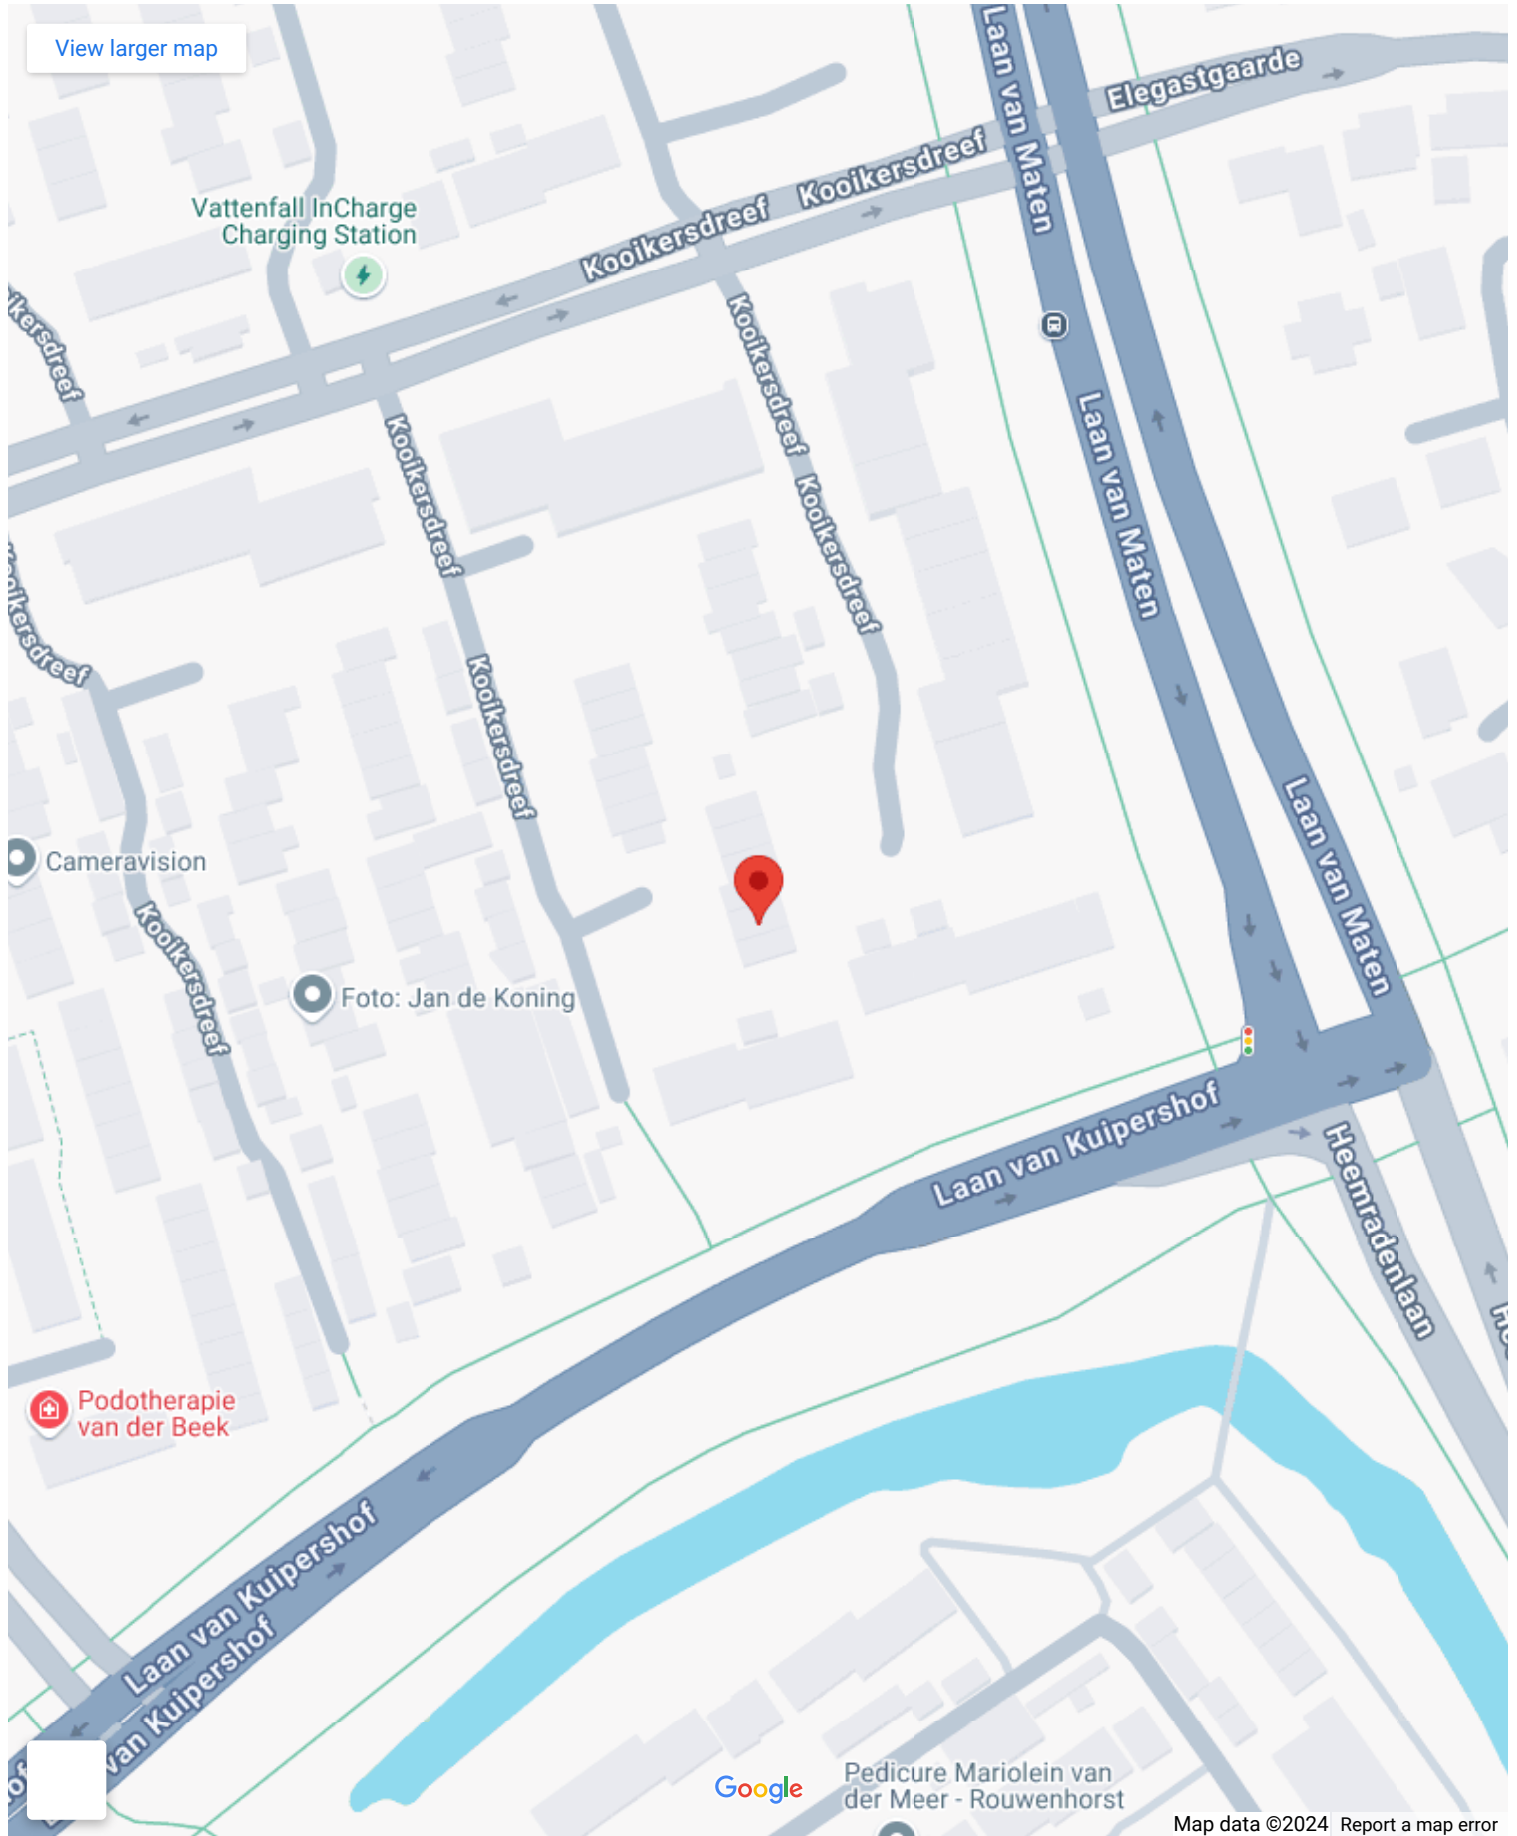 View larger map
Laan van Maten
Elegastgaarde
Kooikersdreef
Kooikersdreef
Vattenfall InCharge
Charging Station
ikersdreef
Kooikersdreef
Kooikersdreef
Laan van Maten
Kooikersdreef
Kooikersdreef
Kooikersdreef
Laan van Maten
Cameravision
Kooikersdreef
Foto: Jan de Koning
Laan van Kuipershof
Heemradenlaan
Podotherapie
van der Beek
Laan van Kuipershof
van Kuipershof
of
Google
Pedicure Mariolein van
der Meer - Rouwenhorst
Map data ©2024
Report a map error